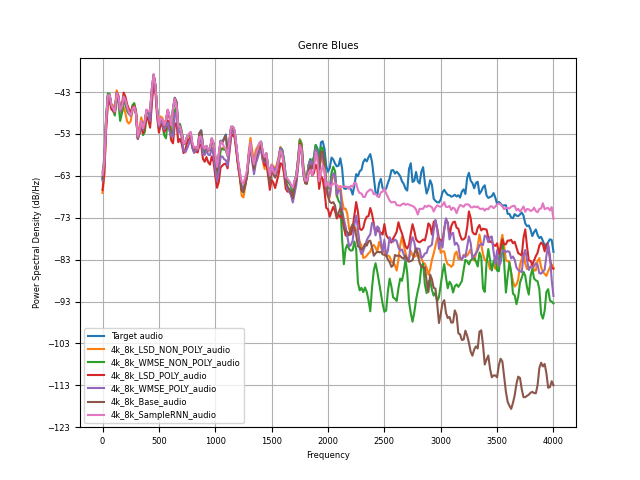 Genre Blues
Power Spectral Density (dB/Hz)
−43
−53
−63
−73
−83
−93
−103
−113
−123
Target audio
4k_8k_LSD_NON_POLY_audio
4k_8k_WMSE_NON_POLY_audio
4k_8k_LSD_POLY_audio
4k_8k_WMSE_POLY_audio
4k_8k_Base_audio
4k_8k_SampleRNN_audio
0 500 1000 1500 2000 2500 3000 3500 4000
Frequency